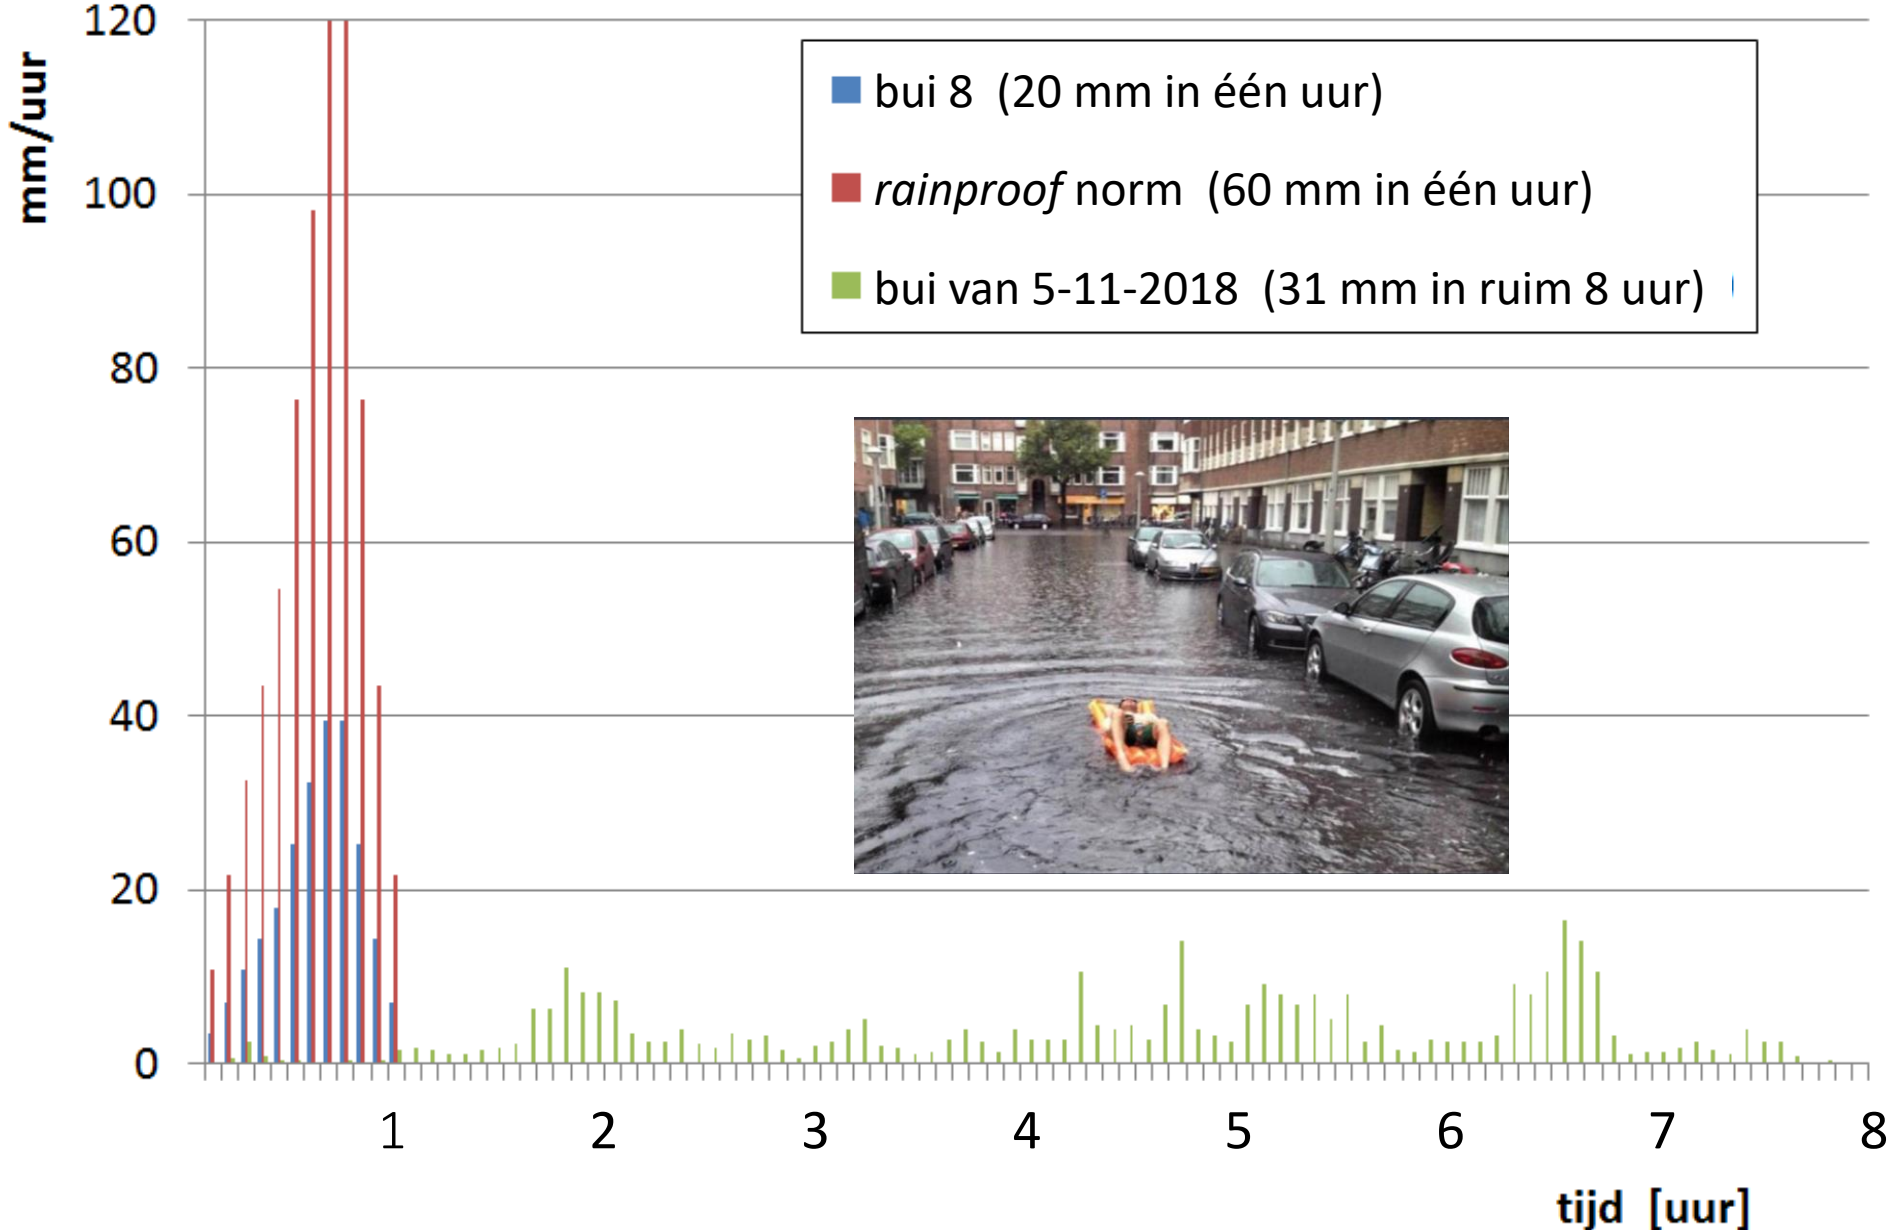 120
mm/uur
bui 8  (20 mm in één uur)
100
rainproof norm  (60 mm in één uur)
bui van 5-11-2018  (31 mm in ruim 8 uur)
80
60
40
20
0
1 2 3 4 5 6 7 8
tijd [uur]